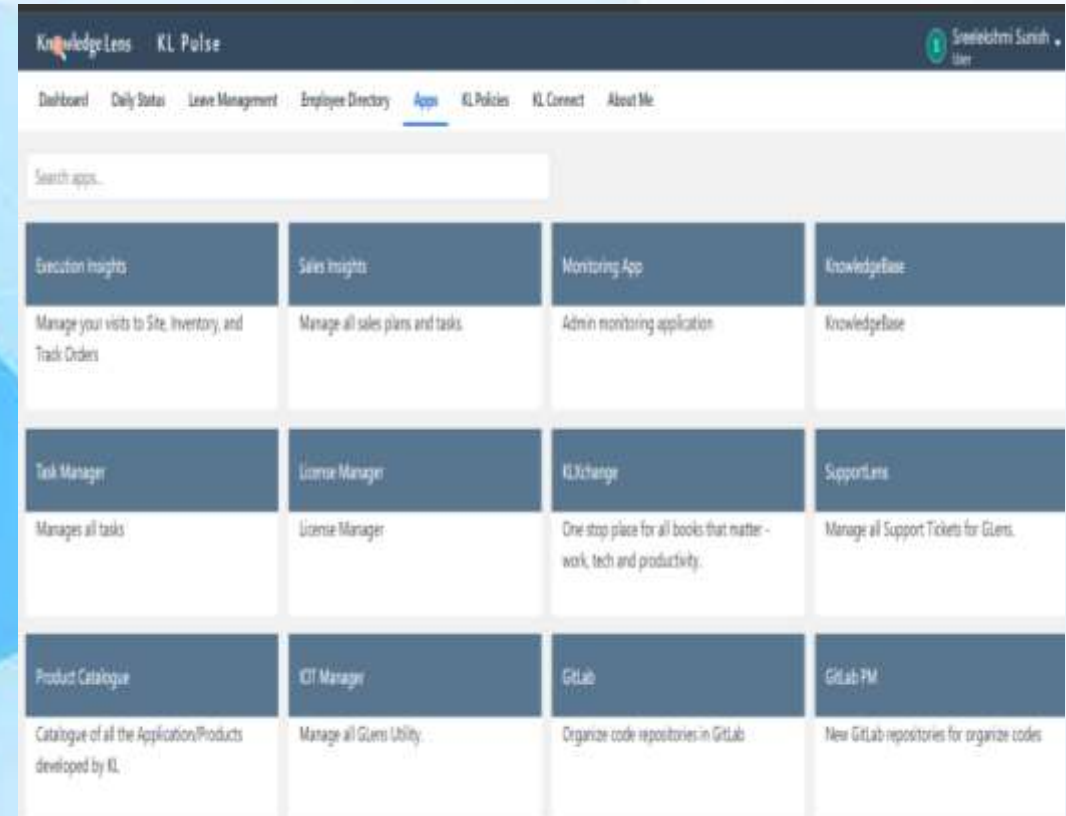 Knowledge Lens KL Pulse
Sreelekshmi Sunish
User
Dashboard Daily Status Leave Management Employee Directory Apps KL Policies KL Connect About Me
Search apps..
Execution Insights Sales Insights Monitoring App KnowledgeBase
Manage your visits to Site, Inventory, and Manage all sales plans and tasks. Admin monitoring application KnowledgeBase
Track Orders
Task Manager License Manager KLXchange SupportLens
Manages all tasks License Manager One stop place for all books that matter - Manage all Support Tickets for GLens.
work, tech and productivity.
Product Catalogue IOT Manager GitLab GitLab PM
Catalogue of all the Application/Products Manage all GLens Utility. Organize code repositories in GitLab New GitLab repositories for organize codes
developed by KL